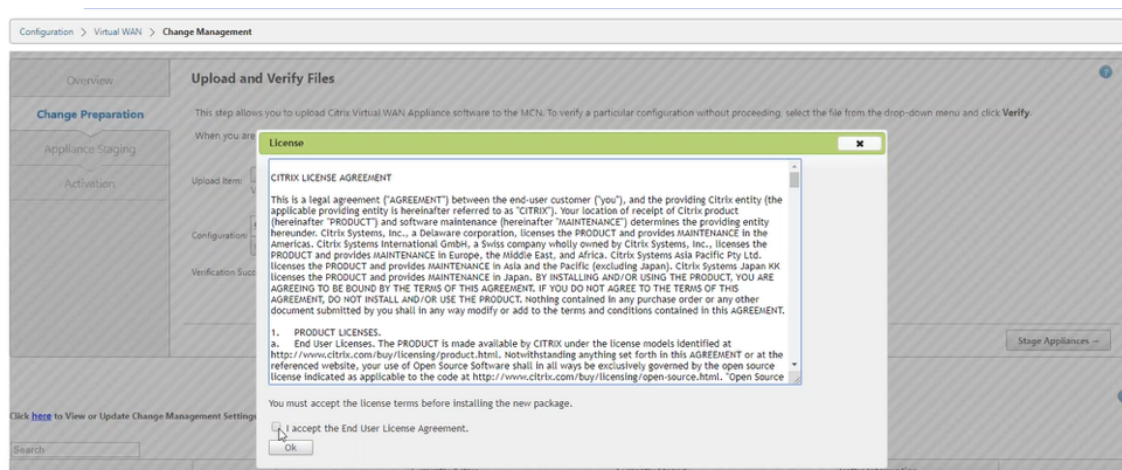 Configuration > Virtual WAN > Change Management
Overview
Change Preparation
Appliance Staging
Activation
Upload and Verify Files
?
This step allows you to upload Citrix Virtual WAN Appliance software to the MCN. To verify a particular configuration without proceeding, select the file from the drop-down menu and click Verify.
When you are
Upload Item:
Configuration:
Verification Succ
License
CITRIX LICENSE AGREEMENT
This is a legal agreement ("AGREEMENT") between the end-user customer ("you"), and the providing Citrix entity (the
applicable providing entity is hereinafter referred to as "CITRIX"). Your location of receipt of Citrix product
(hereinafter "PRODUCT") and software maintenance (hereinafter "MAINTENANCE") determines the providing entity
hereunder. Citrix Systems, Inc., a Delaware corporation, licenses the PRODUCT and provides MAINTENANCE in the
Americas. Citrix Systems International GmbH, a Swiss company wholly owned by Citrix Systems, Inc., licenses the
PRODUCT and provides MAINTENANCE in Europe, the Middle East, and Africa. Citrix Systems Asia Pacific Pty Ltd.
licenses the PRODUCT and provides MAINTENANCE in Asia and the Pacific (excluding Japan). Citrix Systems Japan KK
licenses the PRODUCT and provides MAINTENANCE in Japan. BY INSTALLING AND/OR USING THE PRODUCT, YOU ARE
AGREEING TO BE BOUND BY THE TERMS OF THIS AGREEMENT. IF YOU DO NOT AGREE TO THE TERMS OF THIS
AGREEMENT, DO NOT INSTALL AND/OR USE THE PRODUCT. Nothing contained in any purchase order or any other
document submitted by you shall in any way modify or add to the terms and conditions contained in this AGREEMENT.
1. PRODUCT LICENSES.
a. End User Licenses. The PRODUCT is made available by CITRIX under the license models identified at
http://www.citrix.com/buy/licensing/product.html. Notwithstanding anything set forth in this AGREEMENT or at the
referenced website, your use of Open Source Software shall in all ways be exclusively governed by the open source
license indicated as applicable to the code at http://www.citrix.com/buy/licensing/open-source.html. "Open Source
You must accept the license terms before installing the new package.
I accept the End User License Agreement.
Ok
Stage Appliances
Click here to View or Update Change Management Setting
Search